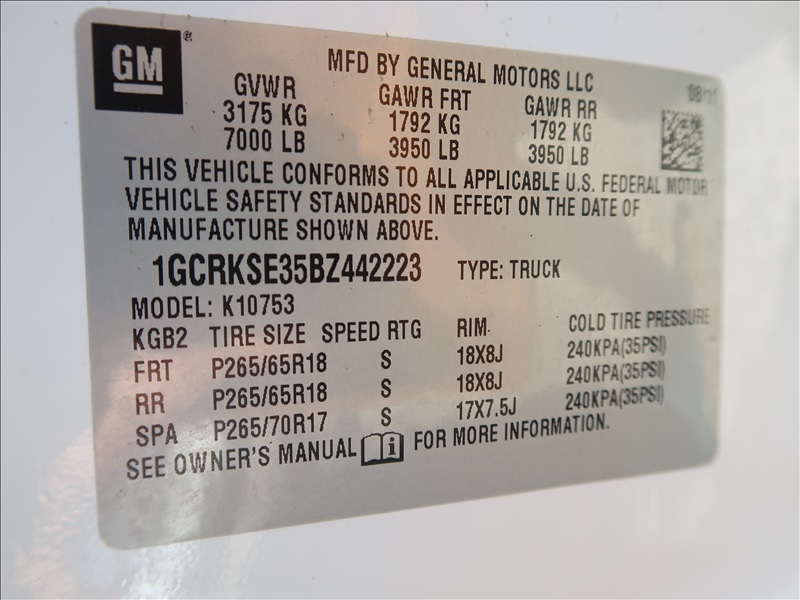 GM
MFD BY GENERAL MOTORS LLC
08/11
GVWR GAWR FRT GAWR RR
3175 KG 1792 KG 1792 KG
7000 LB 3950 LB 3950 LB
THIS VEHICLE CONFORMS TO ALL APPLICABLE U.S. FEDERAL MOTOR
VEHICLE SAFETY STANDARDS IN EFFECT ON THE DATE OF
MANUFACTURE SHOWN ABOVE.
1GCRKSE35BZ442223 TYPE: TRUCK
MODEL: K10753
KGB2 TIRE SIZE SPEED RTG RIM COLD TIRE PRESSURE
FRT P265/65R18 S 18X8J 240KPA(35PSI)
RR P265/65R18 S 18X8J 240KPA(35PSI)
SPA P265/70R17 S 17X7.5J 240KPA(35PSI)
SEE OWNER'S MANUAL i FOR MORE INFORMATION.